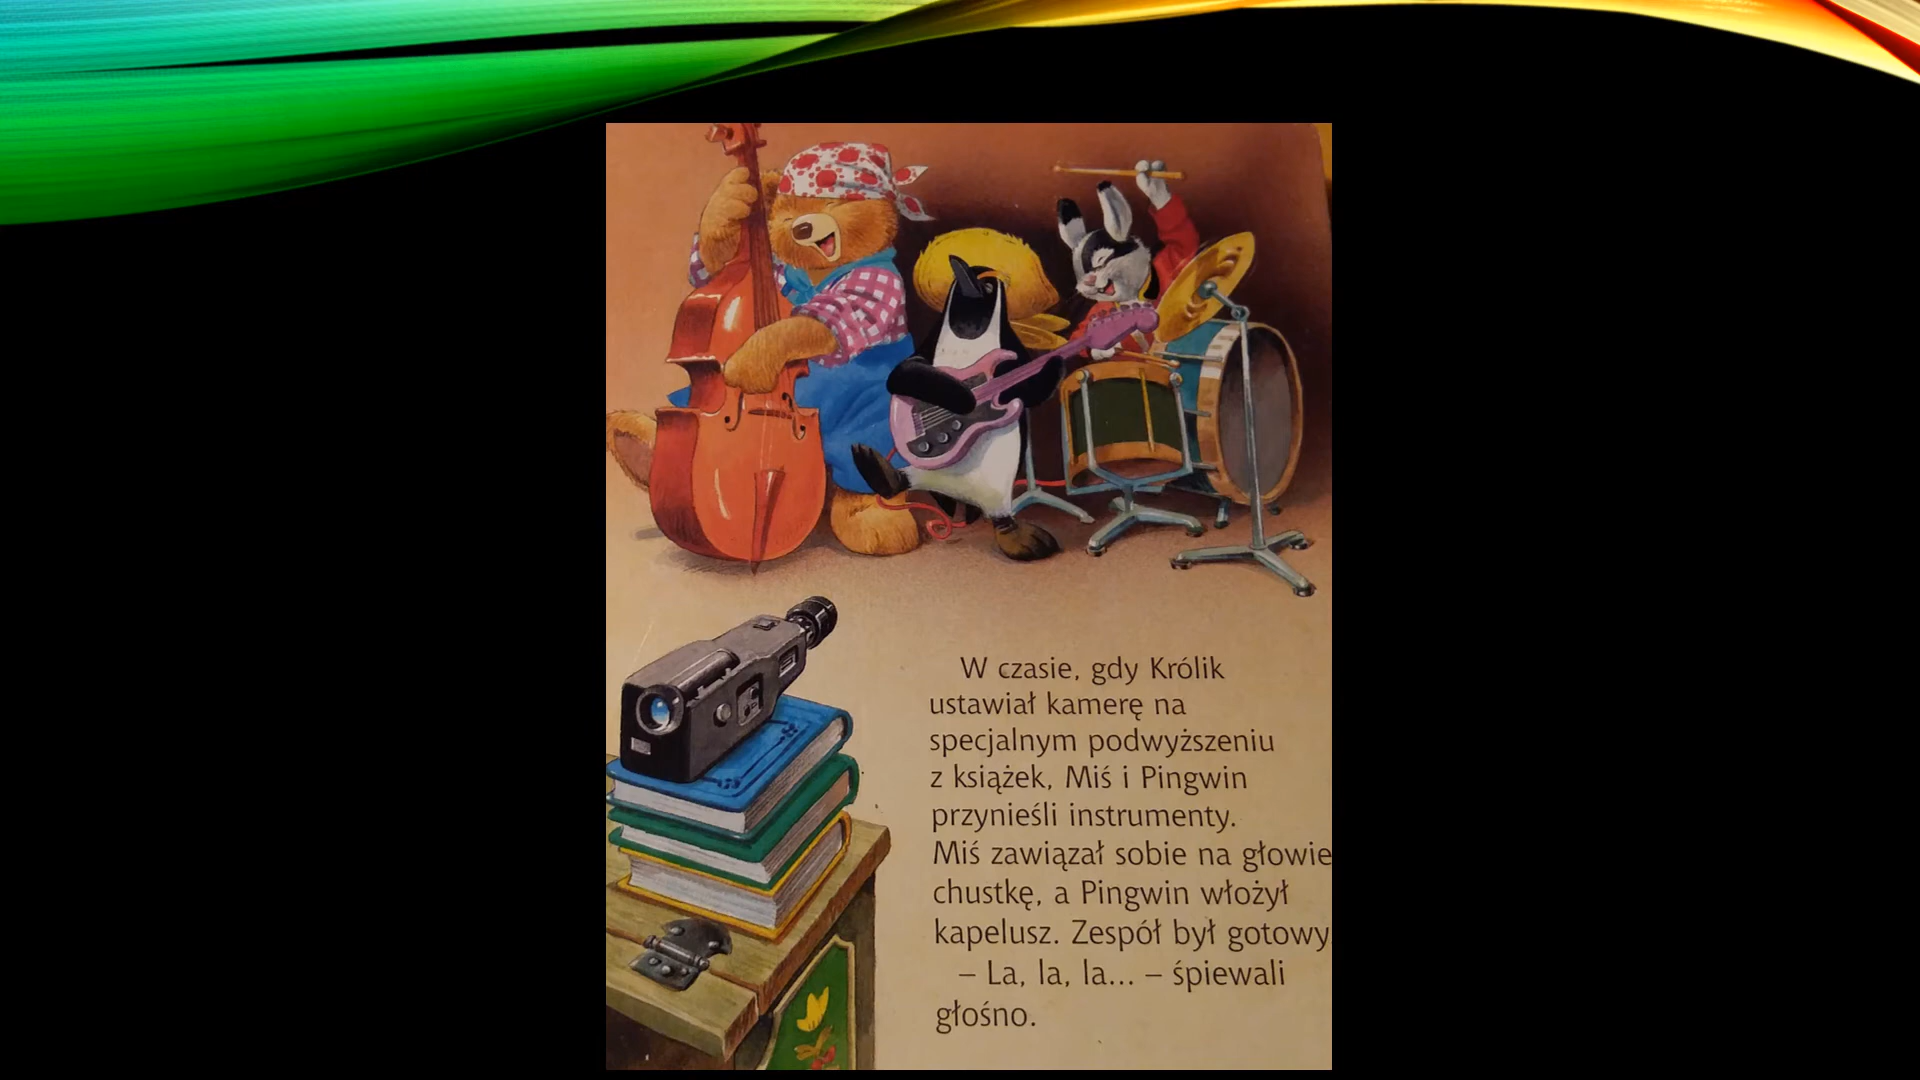 W czasie, gdy Królik
ustawiał kamerę na
specjalnym podwyższeniu
z książek, Miś i Pingwin
przynieśli instrumenty.
Miś zawiązał sobie na głowie
chustkę, a Pingwin włożył
kapelusz. Zespół był gotowy
– La, la, la... – śpiewali
głośno.